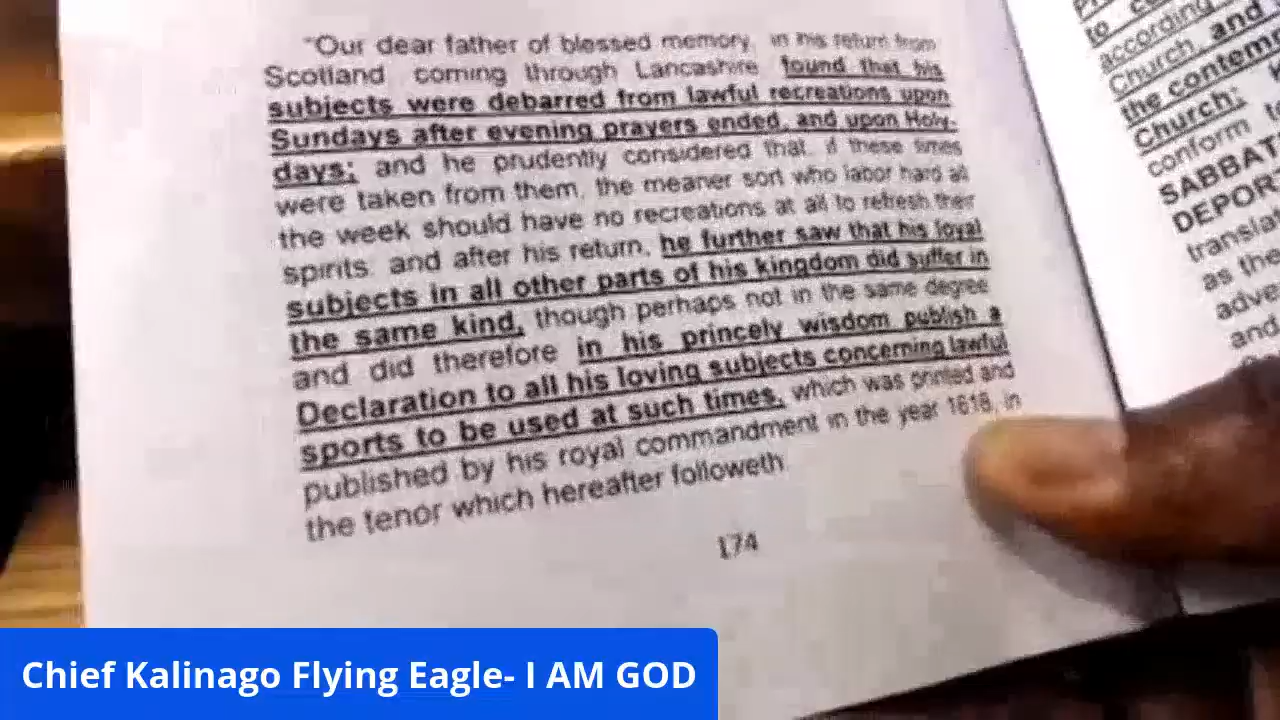 "Our dear father of blessed memory, in his return from
Scotland coming through Lancashire found that his
subjects were debarred from lawful recreations upon
Sundays after evening prayers ended, and upon Holy-
days; and he prudently considered that, if these times
were taken from them, the meaner sort who labor hard all
the week should have no recreations at all to refresh their
spirits: and after his return, he further saw that his loyal
subjects in all other parts of his kingdom did suffer in
the same kind, though perhaps not in the same degree
and did therefore in his princely wisdom publish a
Declaration to all his loving subjects concerning lawful
sports to be used at such times, which was printed and
published by his royal commandment in the year 1618, in
the tenor which hereafter followeth
174
to
according
Church, and
the contem
Church;
conform to
SABBAT
DEPOR
transla
as the
adve
and
Chief Kalinago Flying Eagle- I AM GOD